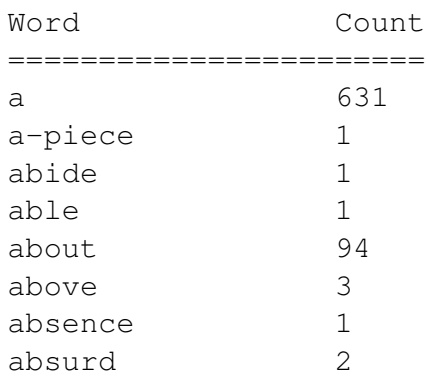 Word Count
=======================
a 631
a-piece 1
abide 1
able 1
about 94
above 3
absence 1
absurd 2